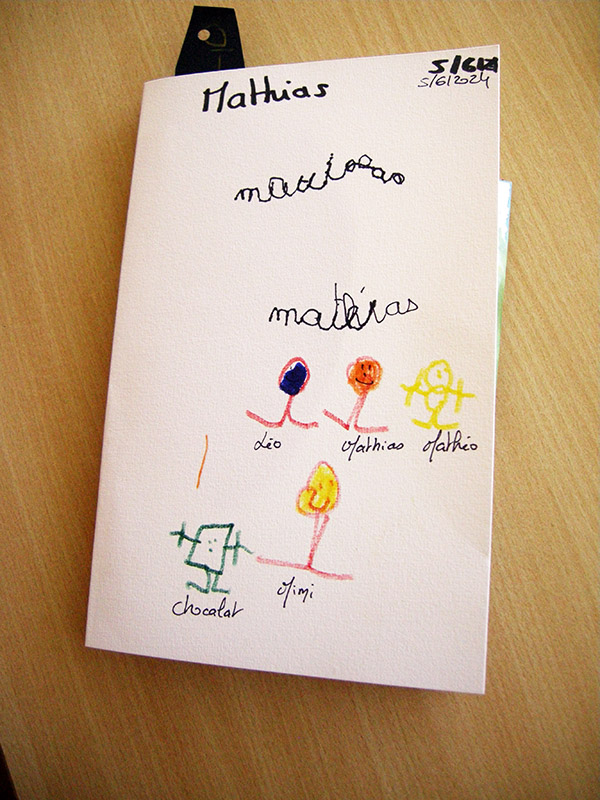 Mathias
5/6/2024
mathias
Léo
Mathias
Mathéo
chocolat
Mimi